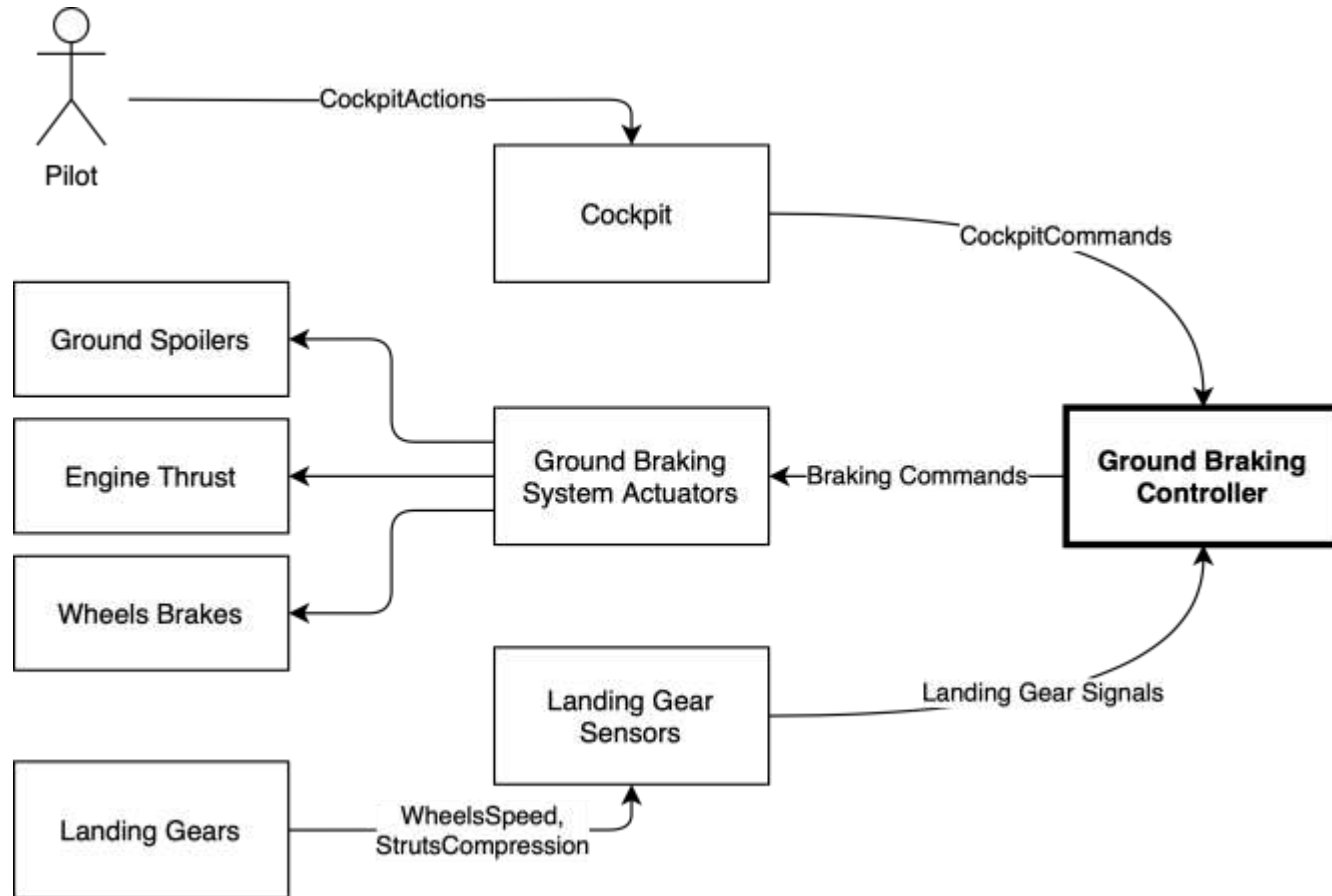 CockpitActions
Pilot
Cockpit
CockpitCommands
Ground Spoilers
Engine Thrust
Ground Braking
System Actuators
Braking Commands
Ground Braking
Controller
Wheels Brakes
Landing Gear
Sensors
Landing Gear Signals
Landing Gears
WheelsSpeed,
StrutsCompression